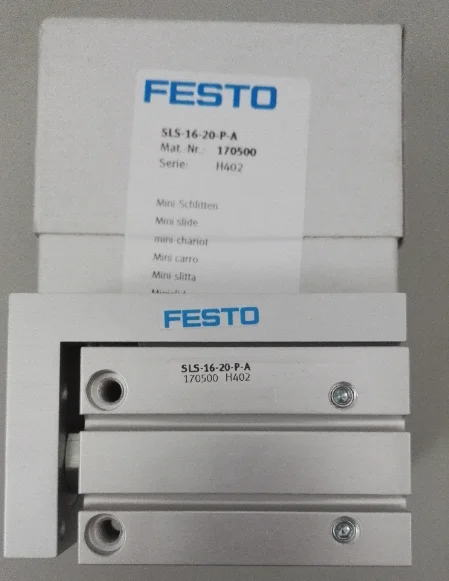 FESTO
SLS-16-20-P-A
Mat.-Nr.: 170500
Serie: H402
Mini Schlitten
Mini slide
mini-chariot
Mini carro
Mini slitta
FESTO
SLS-16-20-P-A
170500 H402